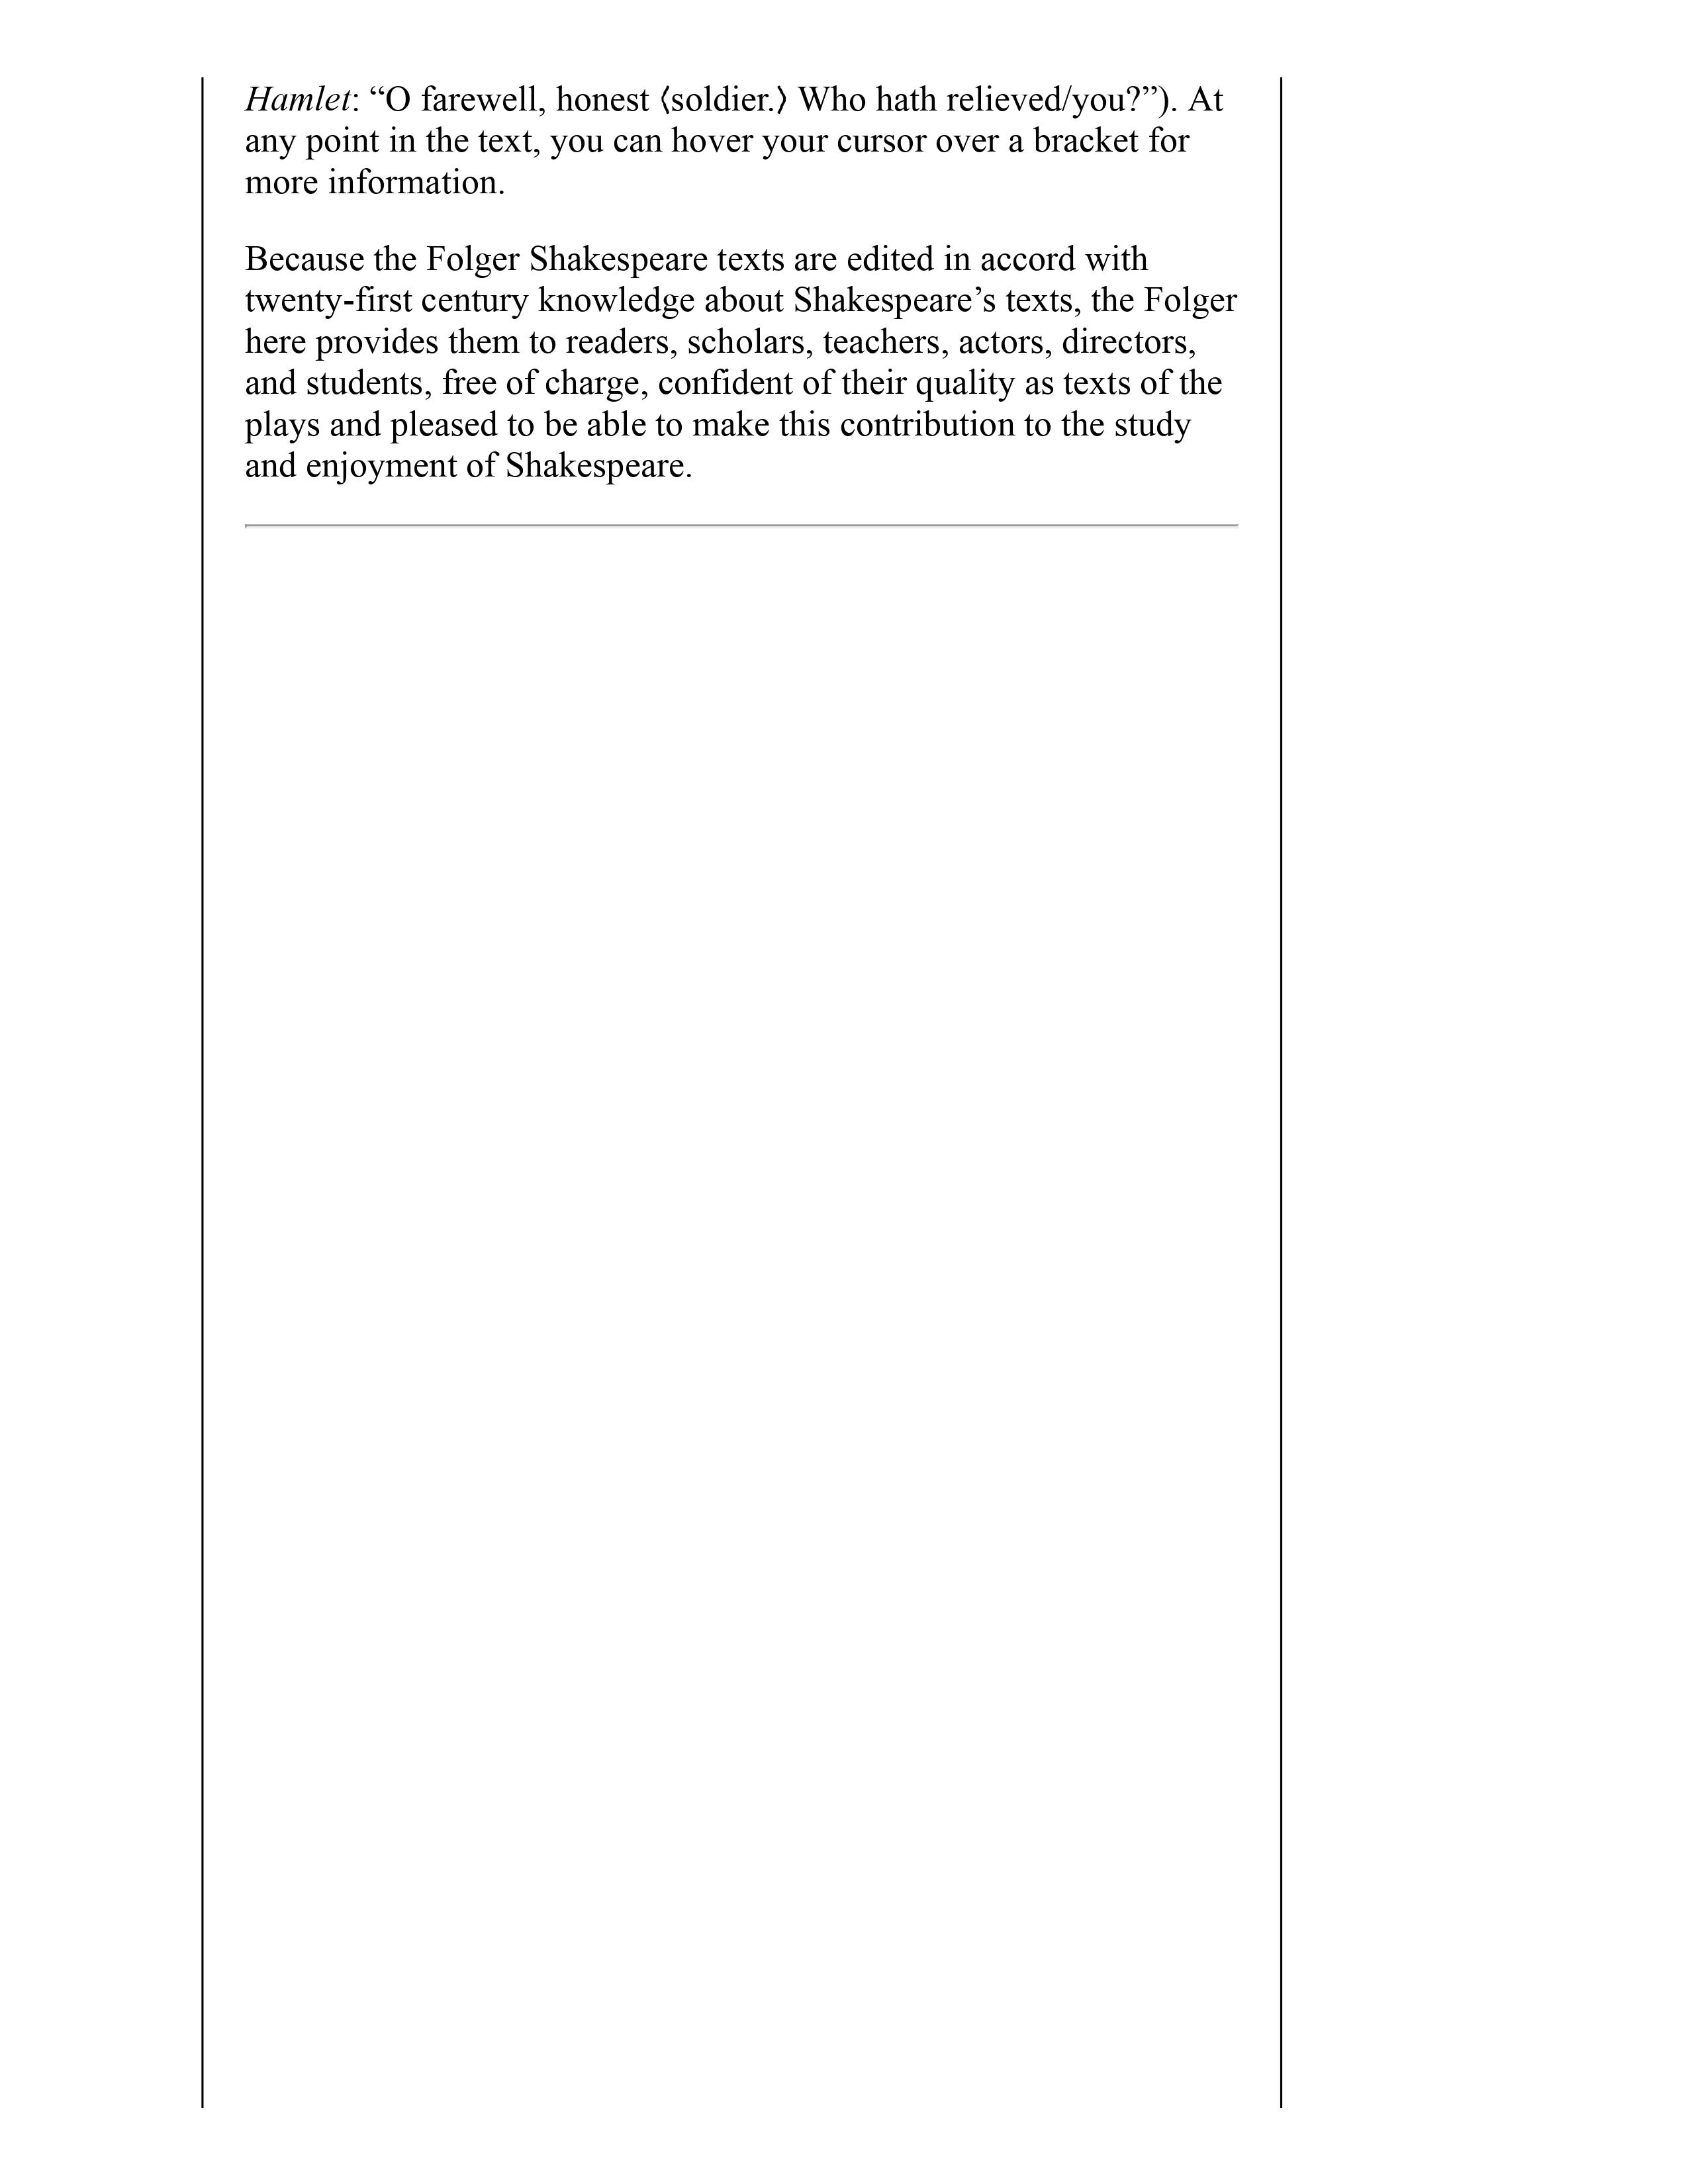 Hamlet: “O farewell, honest ⟨soldier.⟩ Who hath relieved/you?”). At
any point in the text, you can hover your cursor over a bracket for
more information.
Because the Folger Shakespeare texts are edited in accord with
twenty-first century knowledge about Shakespeare’s texts, the Folger
here provides them to readers, scholars, teachers, actors, directors,
and students, free of charge, confident of their quality as texts of the
plays and pleased to be able to make this contribution to the study
and enjoyment of Shakespeare.